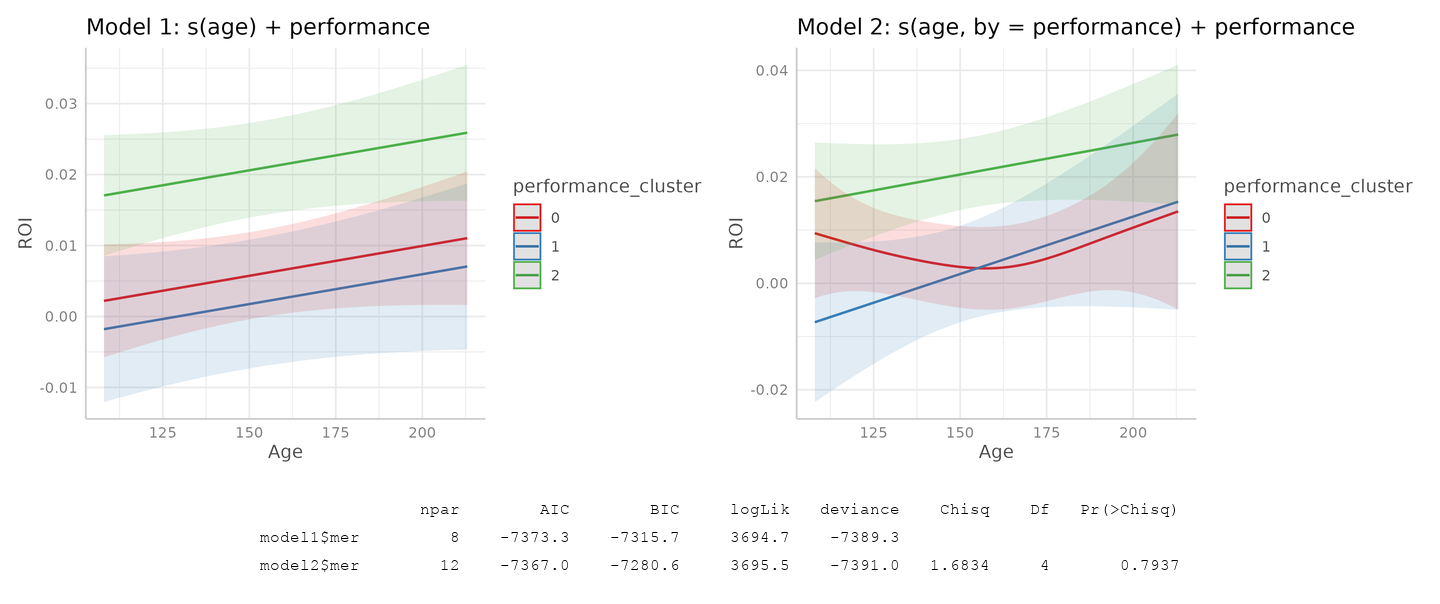 Model 1: s(age) + performance
0.03
0.02
0.01
0.00
-0.01
ROI
125 150 175 200
Age
performance_cluster
0
1
2
Model 2: s(age, by = performance) + performance
0.04
0.02
0.00
-0.02
ROI
125 150 175 200
Age
performance_cluster
0
1
2
npar AIC BIC logLik deviance Chisq Df Pr(>Chisq)
model1$mer 8 -7373.3 -7315.7 3694.7 -7389.3
model2$mer 12 -7367.0 -7280.6 3695.5 -7391.0 1.6834 4 0.7937